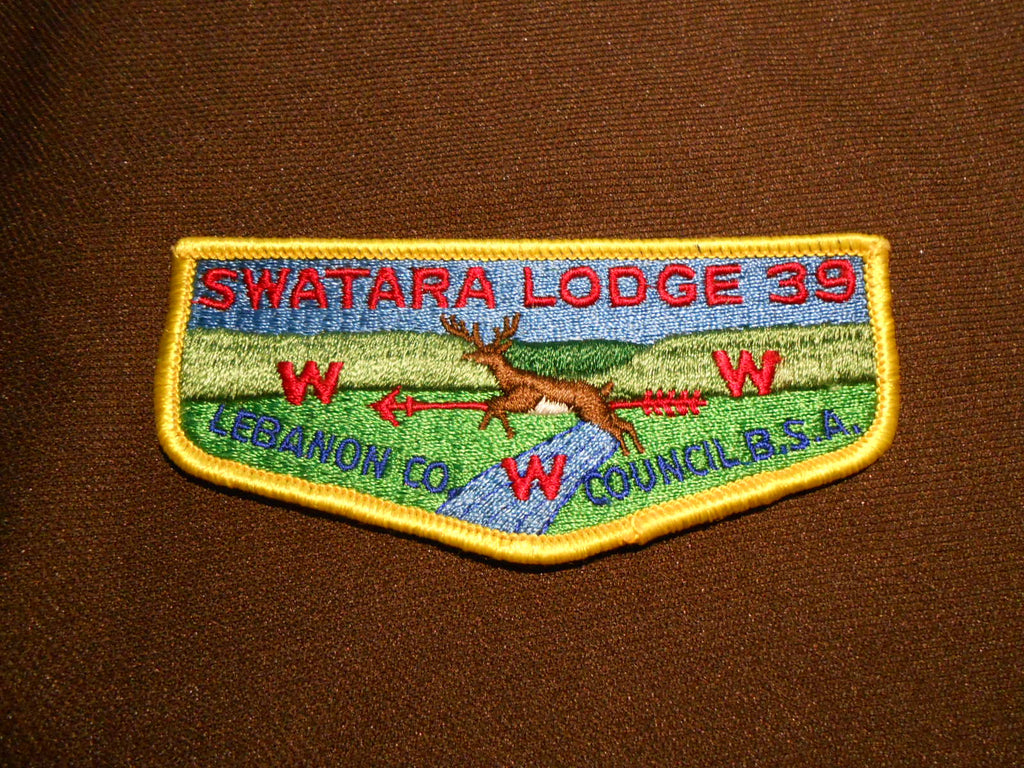 SWATARA LODGE 39
W W
W
LEBANON CO. COUNCIL. B.S.A.